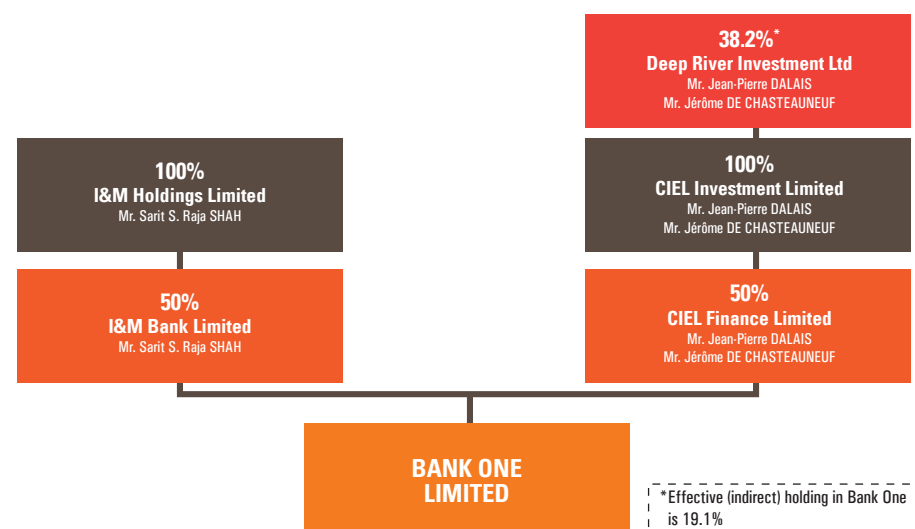 38.2%*
Deep River Investment Ltd
Mr. Jean-Pierre DALAIS
Mr. Jérôme DE CHASTEAUNEUF
100%
I&M Holdings Limited
Mr. Sarit S. Raja SHAH
100%
CIEL Investment Limited
Mr. Jean-Pierre DALAIS
Mr. Jérôme DE CHASTEAUNEUF
50%
I&M Bank Limited
Mr. Sarit S. Raja SHAH
50%
CIEL Finance Limited
Mr. Jean-Pierre DALAIS
Mr. Jérôme DE CHASTEAUNEUF
BANK ONE
LIMITED
*Effective (indirect) holding in Bank One
is 19.1%